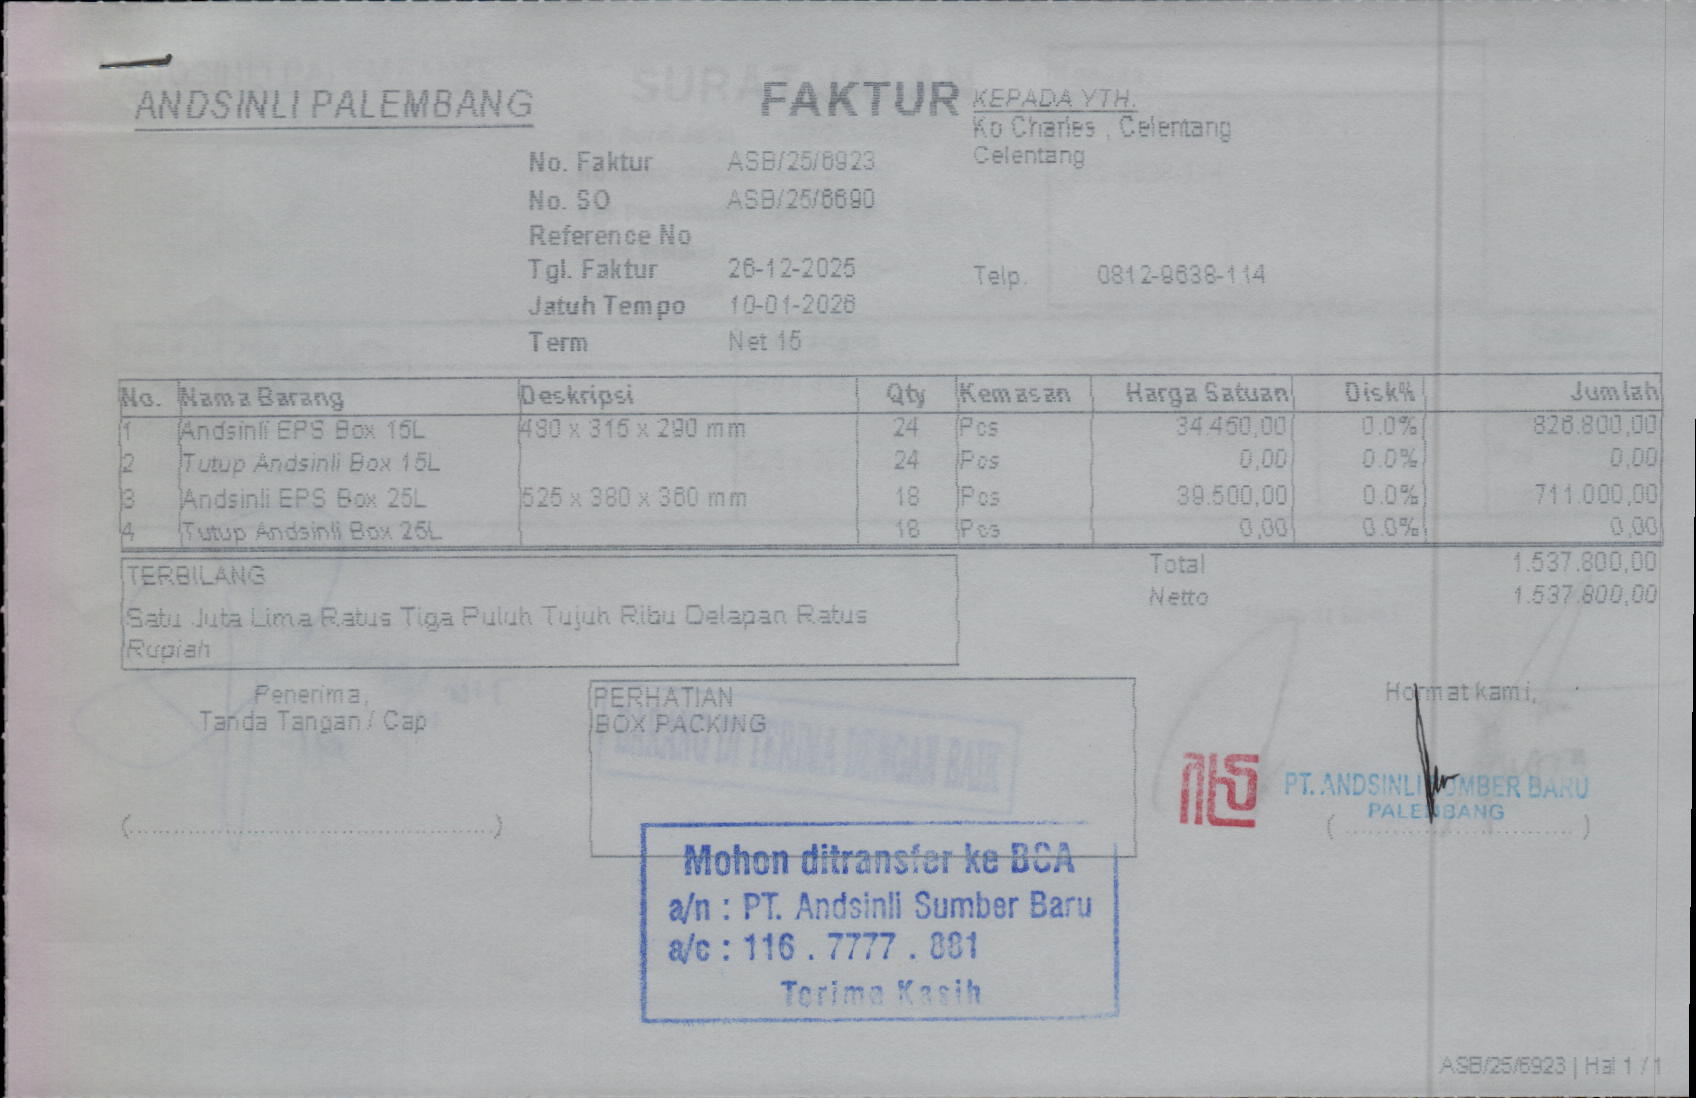 ANDSINLI PALEMBANG
FAKTUR
KEPADA YTH.
Ko Charles , Celentang
Celentang
No. Faktur ASB/25/6923
No. SO ASB/25/6690
Reference No
Tgl. Faktur 26-12-2025
Telp. 0812-9638-114
Jatuh Tempo 10-01-2026
Term Net 15
No. Nama Barang Deskripsi Qty Kemasan Harga Satuan Disk% Jumlah
1 Andsinli EPS Box 15L 480 x 315 x 290 mm 24 Pcs 34.450,00 0.0% 826.800,00
2 Tutup Andsinli Box 15L 24 Pcs 0,00 0.0% 0,00
3 Andsinli EPS Box 25L 525 x 380 x 360 mm 18 Pcs 39.500,00 0.0% 711.000,00
4 Tutup Andsinli Box 25L 18 Pcs 0,00 0.0% 0,00
Total 1.537.800,00
Netto 1.537.800,00
TERBILANG
Satu Juta Lima Ratus Tiga Puluh Tujuh Ribu Delapan Ratus
Rupiah
Penerima,
Tanda Tangan / Cap
(..........................................)
PERHATIAN
BOX PACKING
Hormat kami,
PT. ANDSINLI SUMBER BARU
PALEMBANG
(..........................)
Mohon ditransfer ke BCA
a/n : PT. Andsinli Sumber Baru
a/c : 116 . 7777 . 881
Terima Kasih
ASB/25/6923 | Hal 1 / 1